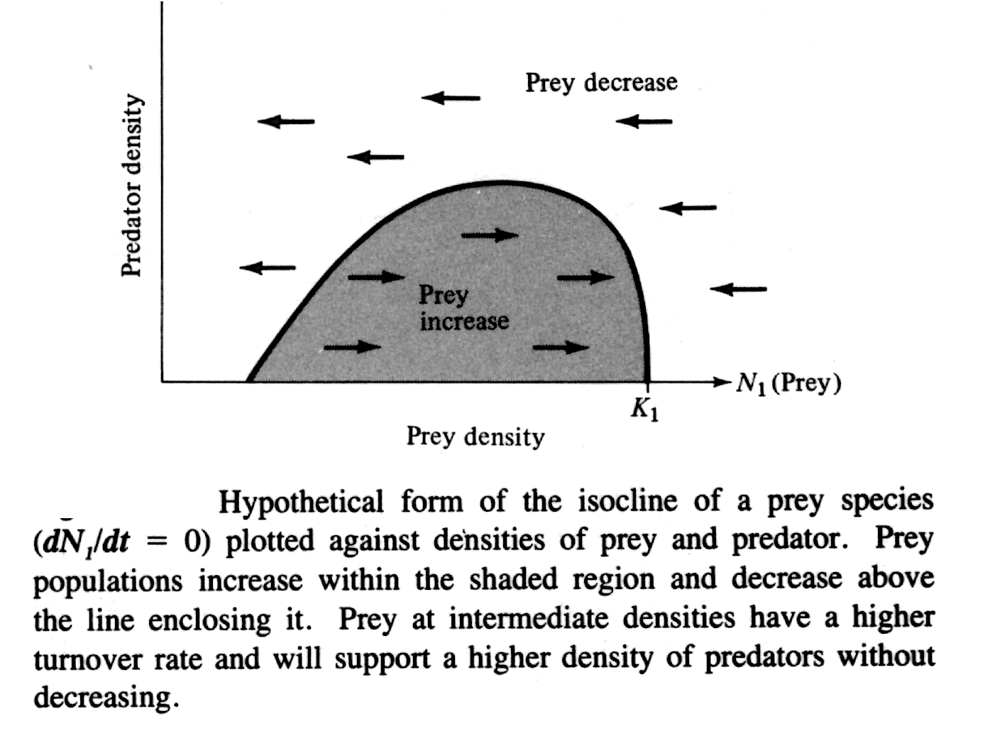 Prey decrease
Predator density
Prey
increase
N₁ (Prey)
K₁
Prey density
Hypothetical form of the isocline of a prey species
(dN₁/dt = 0) plotted against densities of prey and predator. Prey
populations increase within the shaded region and decrease above
the line enclosing it. Prey at intermediate densities have a higher
turnover rate and will support a higher density of predators without
decreasing.